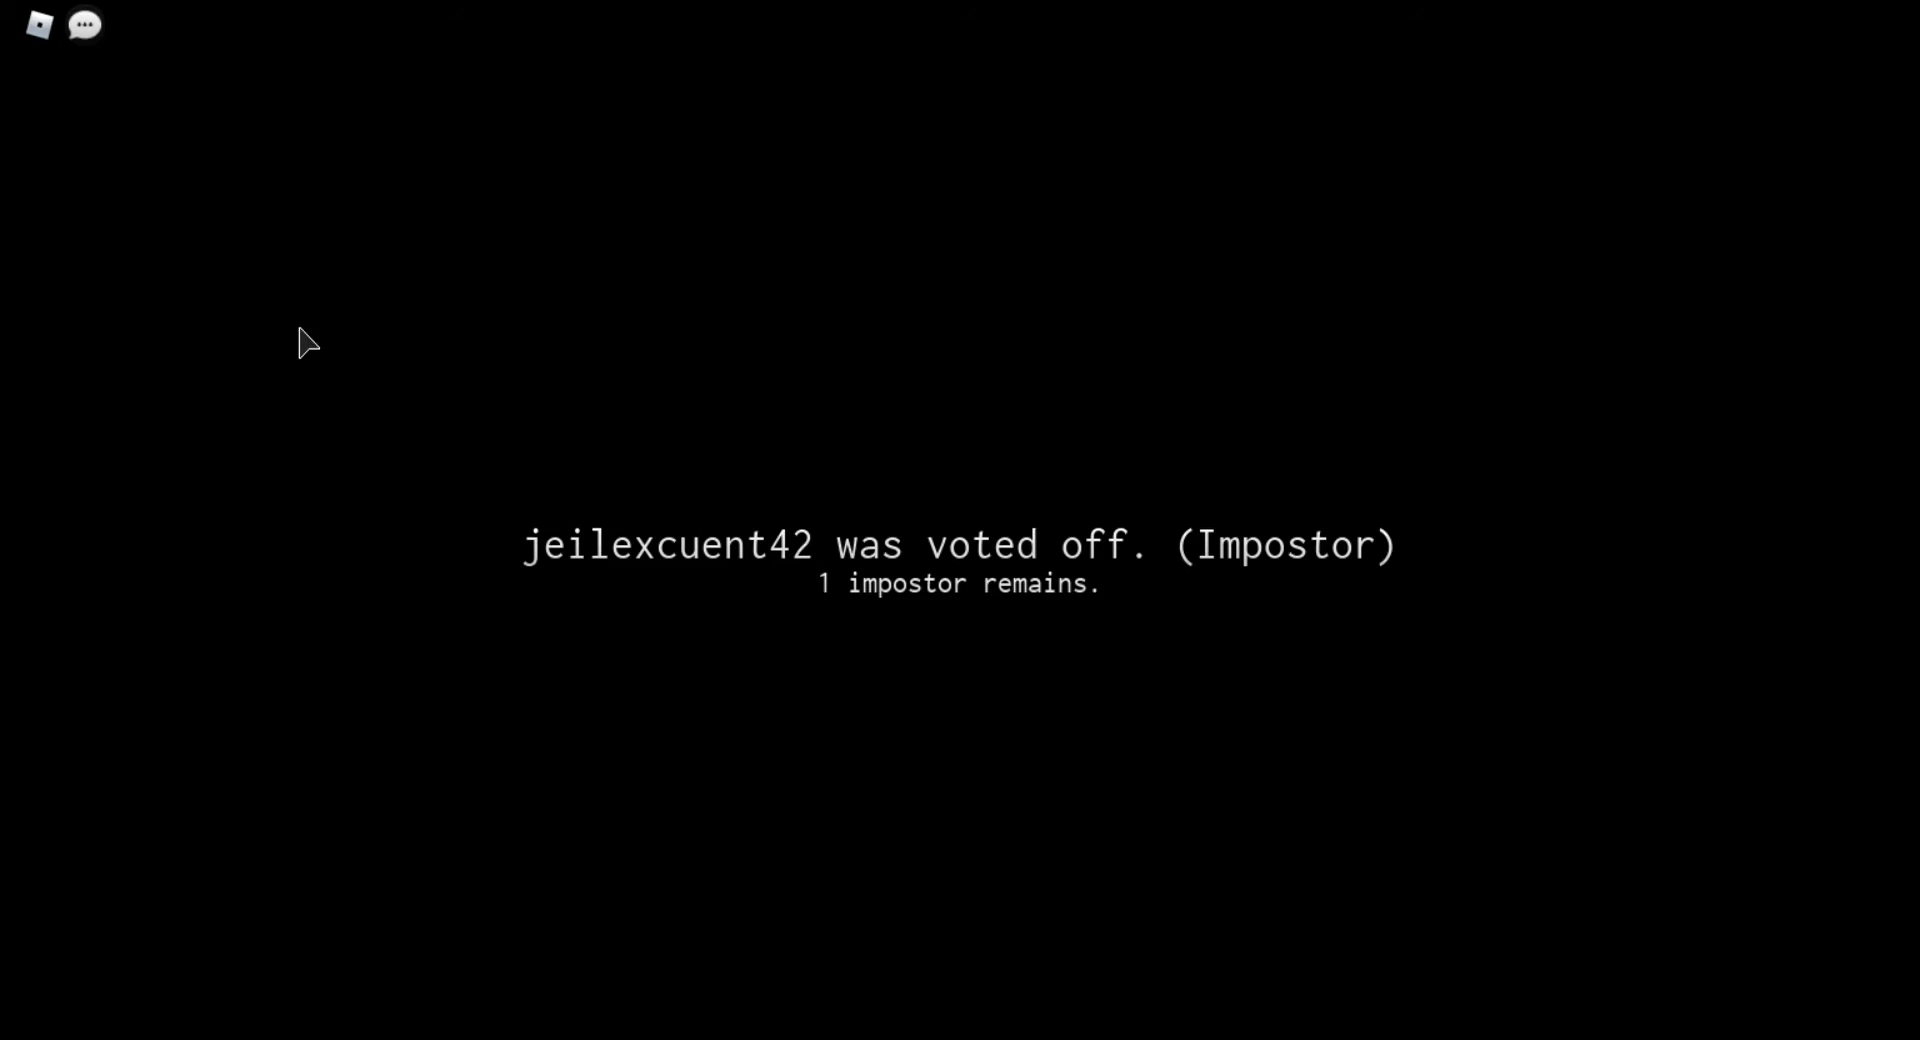 jeilexcuent42 was voted off. (Impostor)
1 impostor remains.